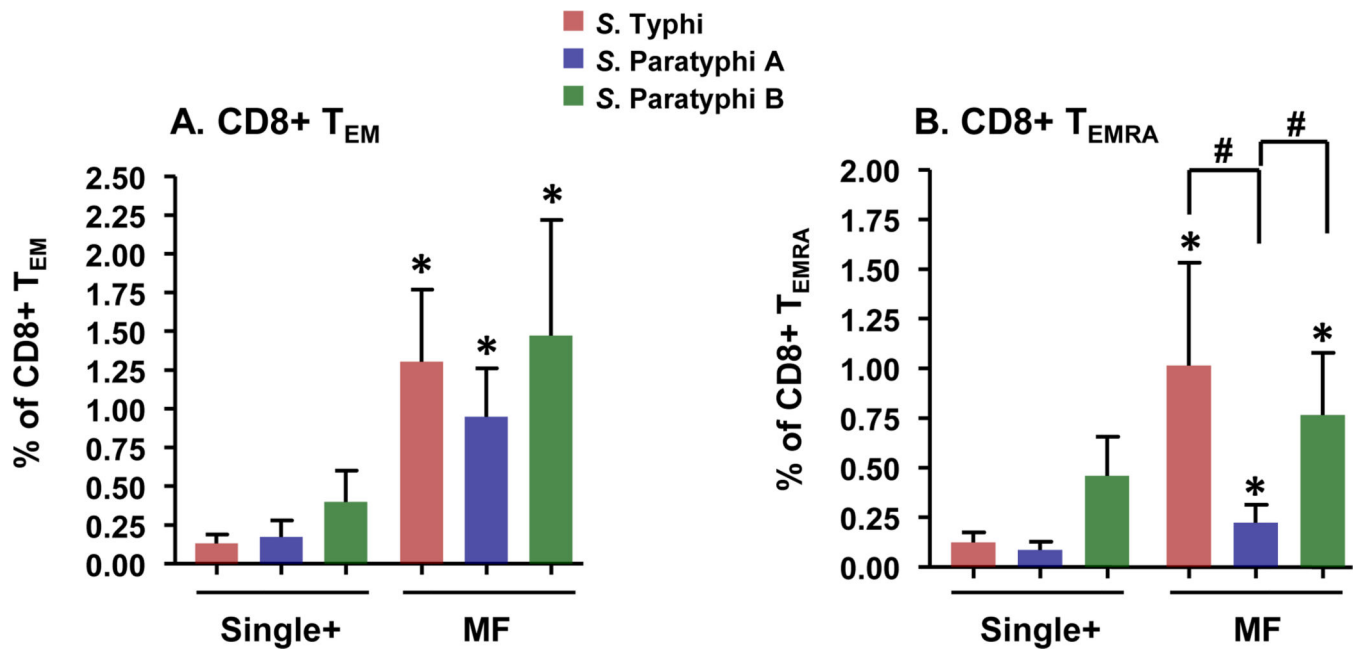 S. Typhi
S. Paratyphi A
S. Paratyphi B
A. CD8+ TEM
% of CD8+ TEM
2.50
2.25
2.00
1.75
1.50
1.25
1.00
0.75
0.50
0.25
0.00
*
*
*
Single+
MF
B. CD8+ TEMRA
% of CD8+ TEMRA
2.00
1.75
1.50
1.25
1.00
0.75
0.50
0.25
0.00
#
#
*
*
*
Single+
MF